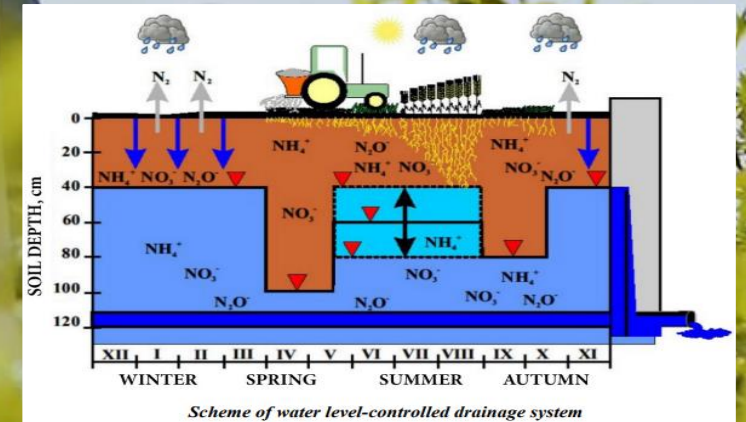 N₂ N₂ N₂
0
20
40
60
80
100
120
SOIL DEPTH, cm
NH₄⁺ N₂O⁻ NH₄⁺
NH₄⁺ NO₃⁻ NO₃⁻
NH₄⁺ NO₃⁻ N₂O⁻ N₂O⁻
NO₃⁻
NH₄⁺ NH₄⁺
NO₃⁻ NO₃⁻ NH₄⁺
N₂O⁻ N₂O⁻ NO₃⁻ N₂O⁻
XII I II III IV V VI VII VIII IX X XI
WINTER SPRING SUMMER AUTUMN
Scheme of water level-controlled drainage system